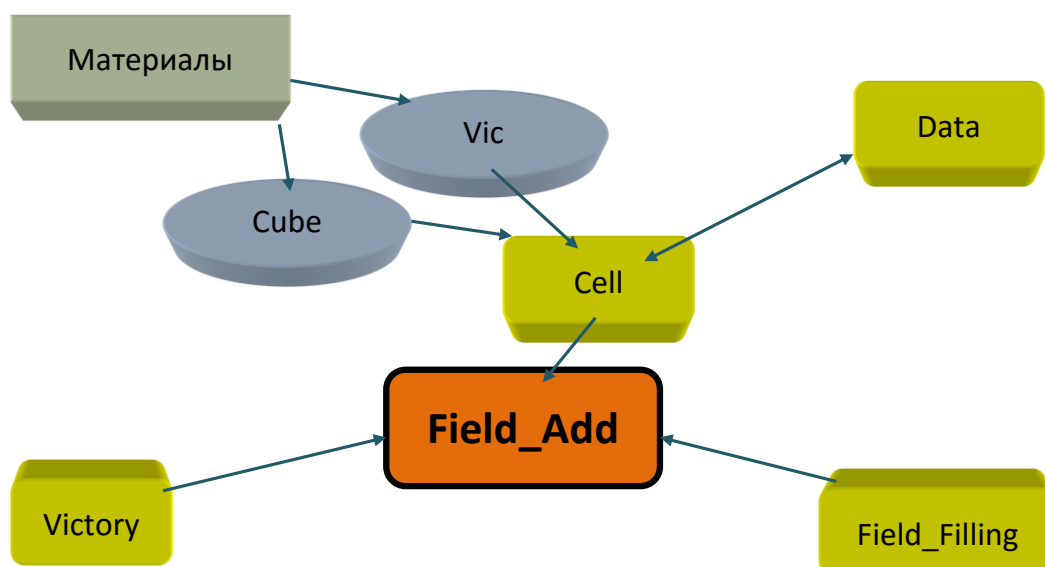 Материалы
Vic
Data
Cube
Cell
Field_Add
Victory
Field_Filling